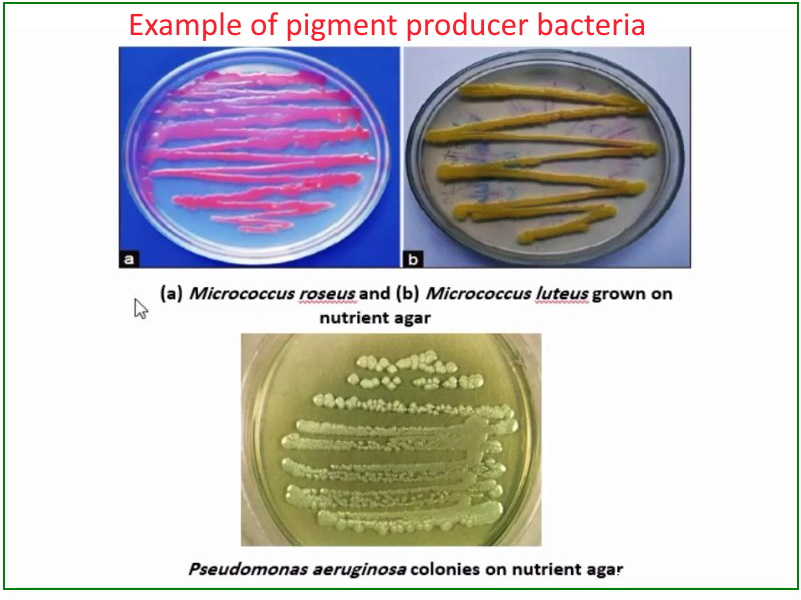 Example of pigment producer bacteria
a
b
(a) Micrococcus roseus and (b) Micrococcus luteus grown on
nutrient agar
Pseudomonas aeruginosa colonies on nutrient agar